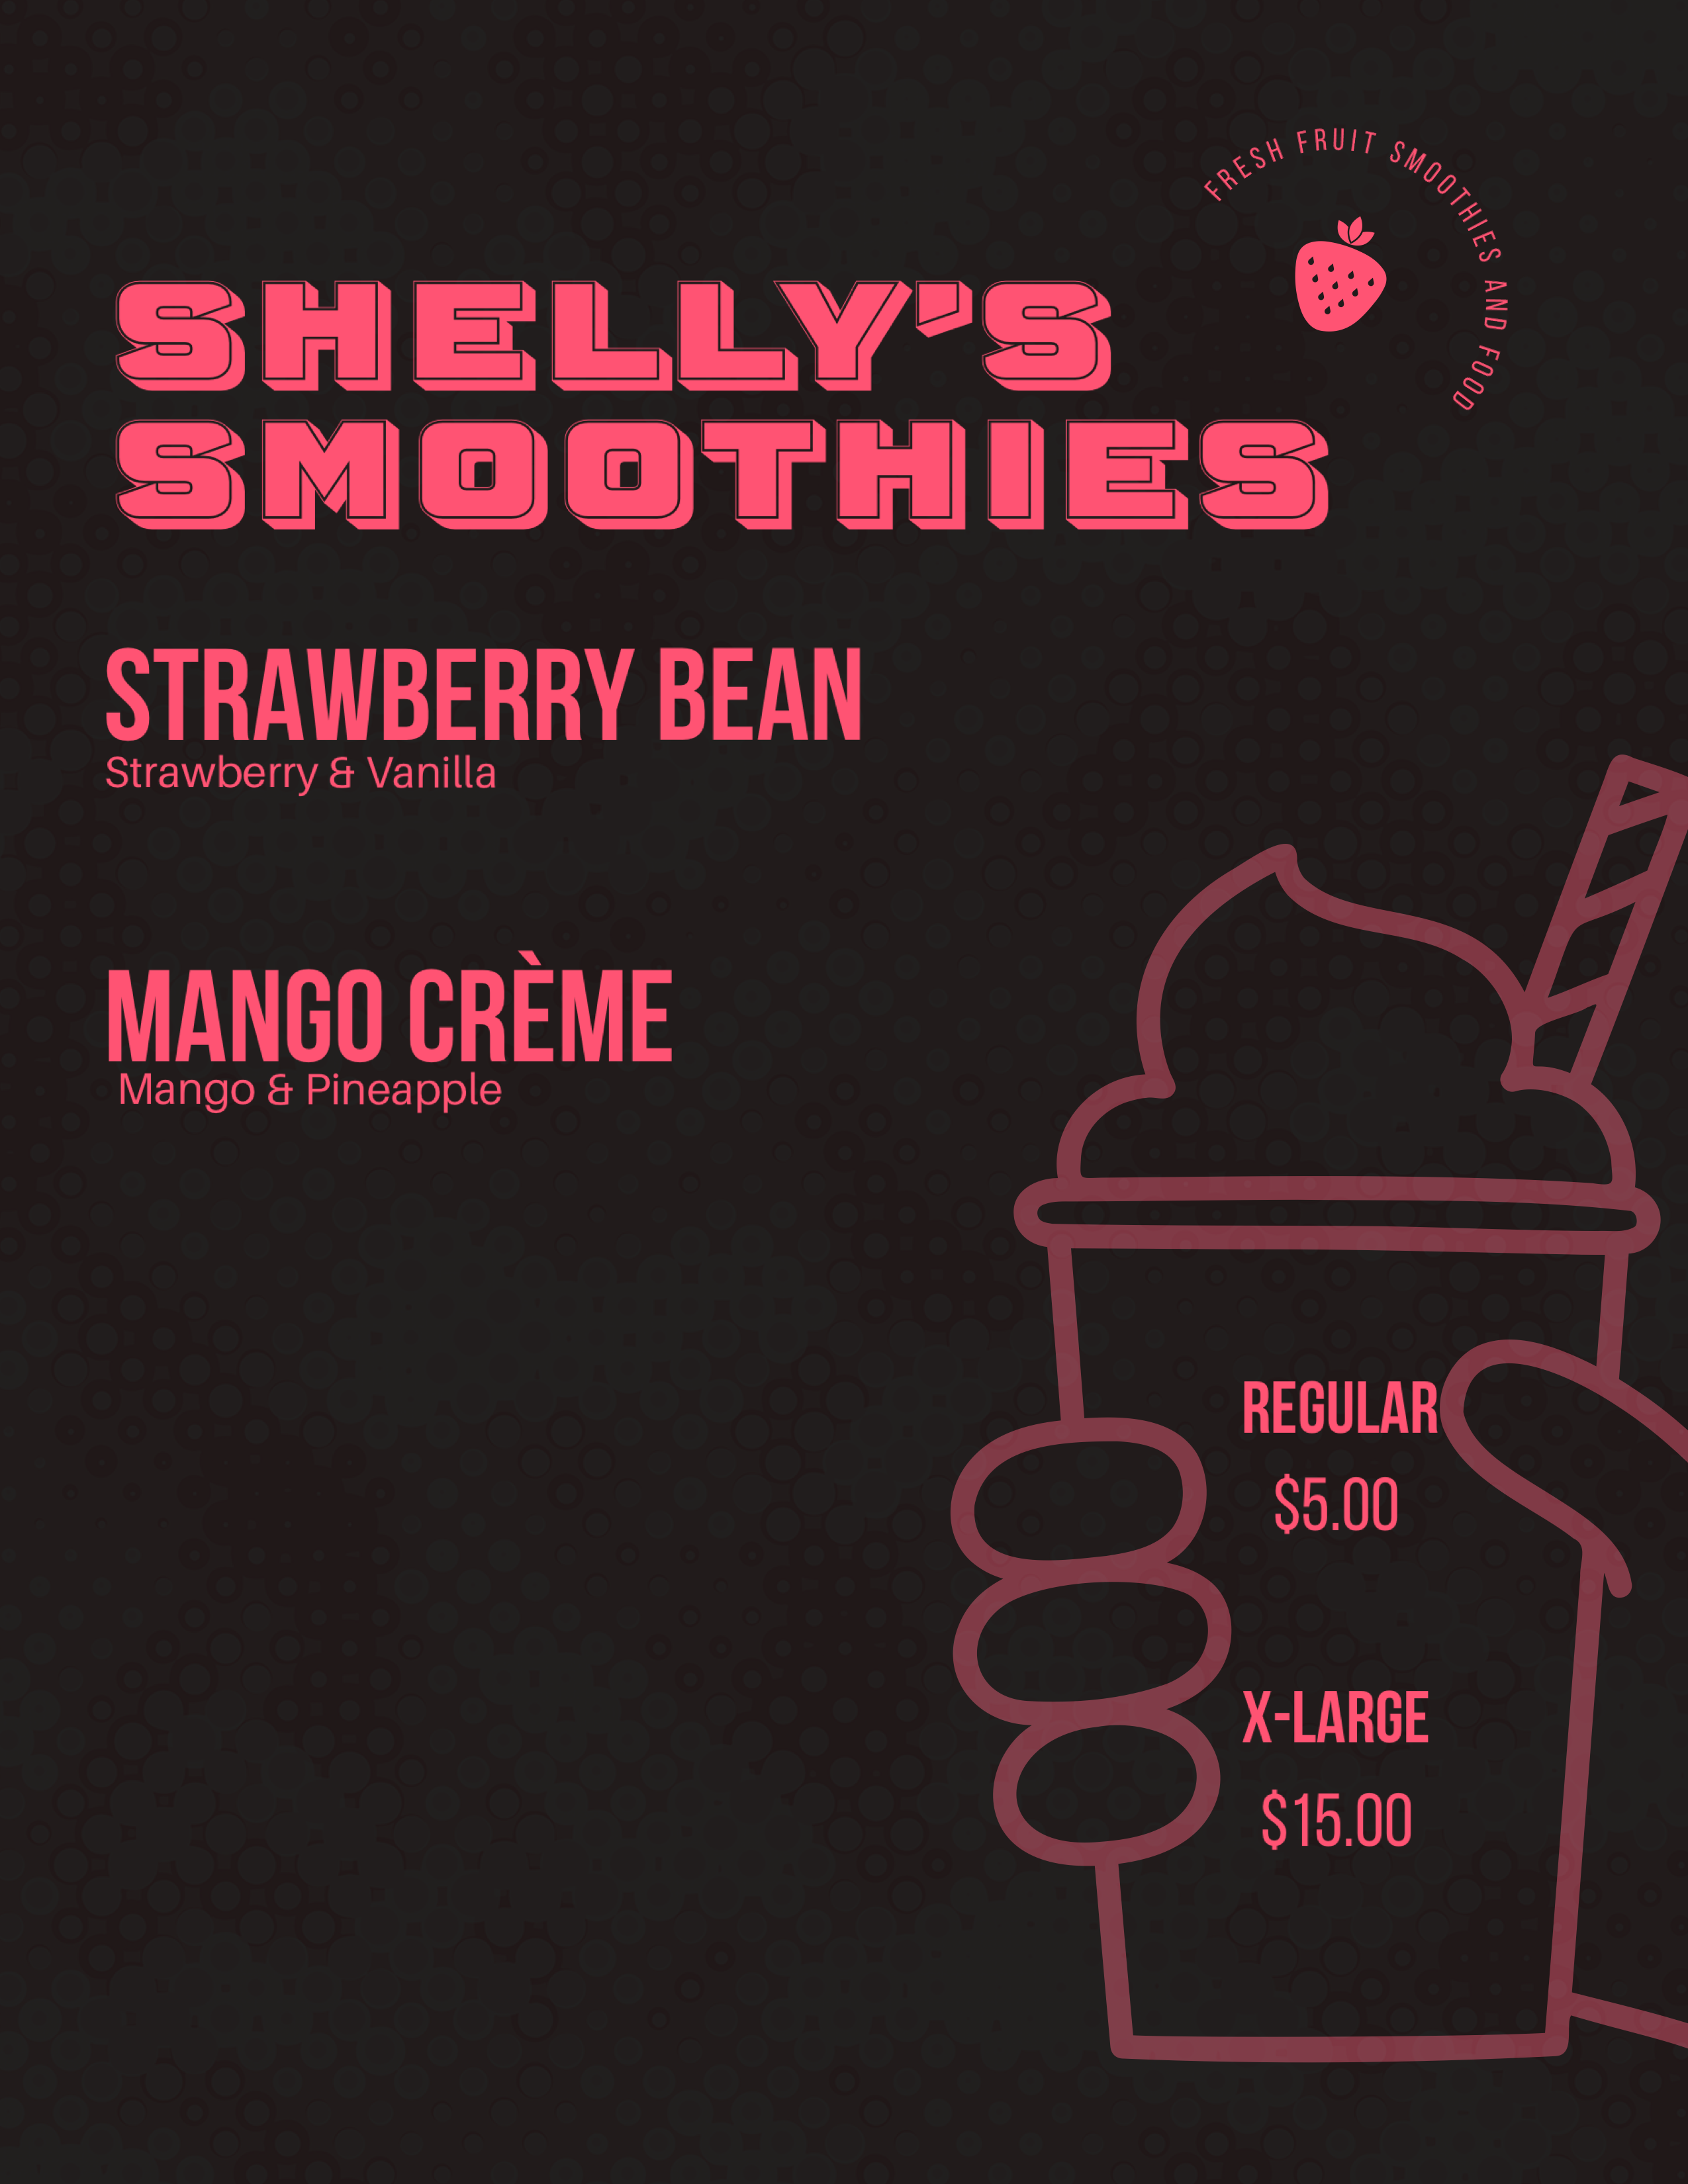 FRESH FRUIT SMOOTHIES AND FOOD
SHELLY'S
SMOOTHIES
STRAWBERRY BEAN
Strawberry & Vanilla
MANGO CRÈME
Mango & Pineapple
REGULAR
$5.00
X-LARGE
$15.00